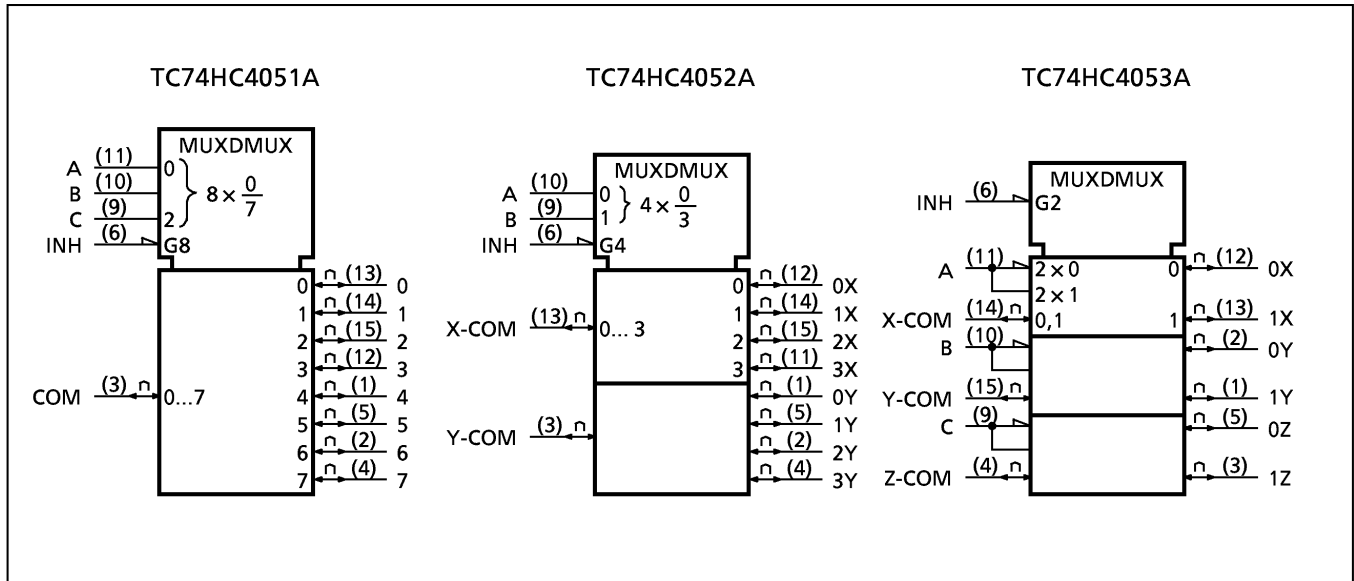 TC74HC4051A
MUXDMUX
A (11) 0
B (10) 8 × 0/7
C (9) 2
INH (6) G8
0 ∩ (13) 0
1 ∩ (14) 1
2 ∩ (15) 2
3 ∩ (12) 3
COM (3) ∩ 0...7 4 ∩ (1) 4
5 ∩ (5) 5
6 ∩ (2) 6
7 ∩ (4) 7
TC74HC4052A
MUXDMUX
A (10) 0 4 × 0/3
B (9) 1
INH (6) G4
0 ∩ (12) 0X
1 ∩ (14) 1X
X-COM (13) ∩ 0... 3
2 ∩ (15) 2X
3 ∩ (11) 3X
∩ (1) 0Y
∩ (5) 1Y
Y-COM (3) ∩
∩ (2) 2Y
∩ (4) 3Y
TC74HC4053A
MUXDMUX
INH (6) G2
A (11) 2 × 0 0 ∩ (12) 0X
2 × 1
X-COM (14) ∩ 0,1 1 ∩ (13) 1X
B (10) ∩ (2) 0Y
Y-COM (15) ∩ ∩ (1) 1Y
C (9) ∩ (5) 0Z
Z-COM (4) ∩ ∩ (3) 1Z